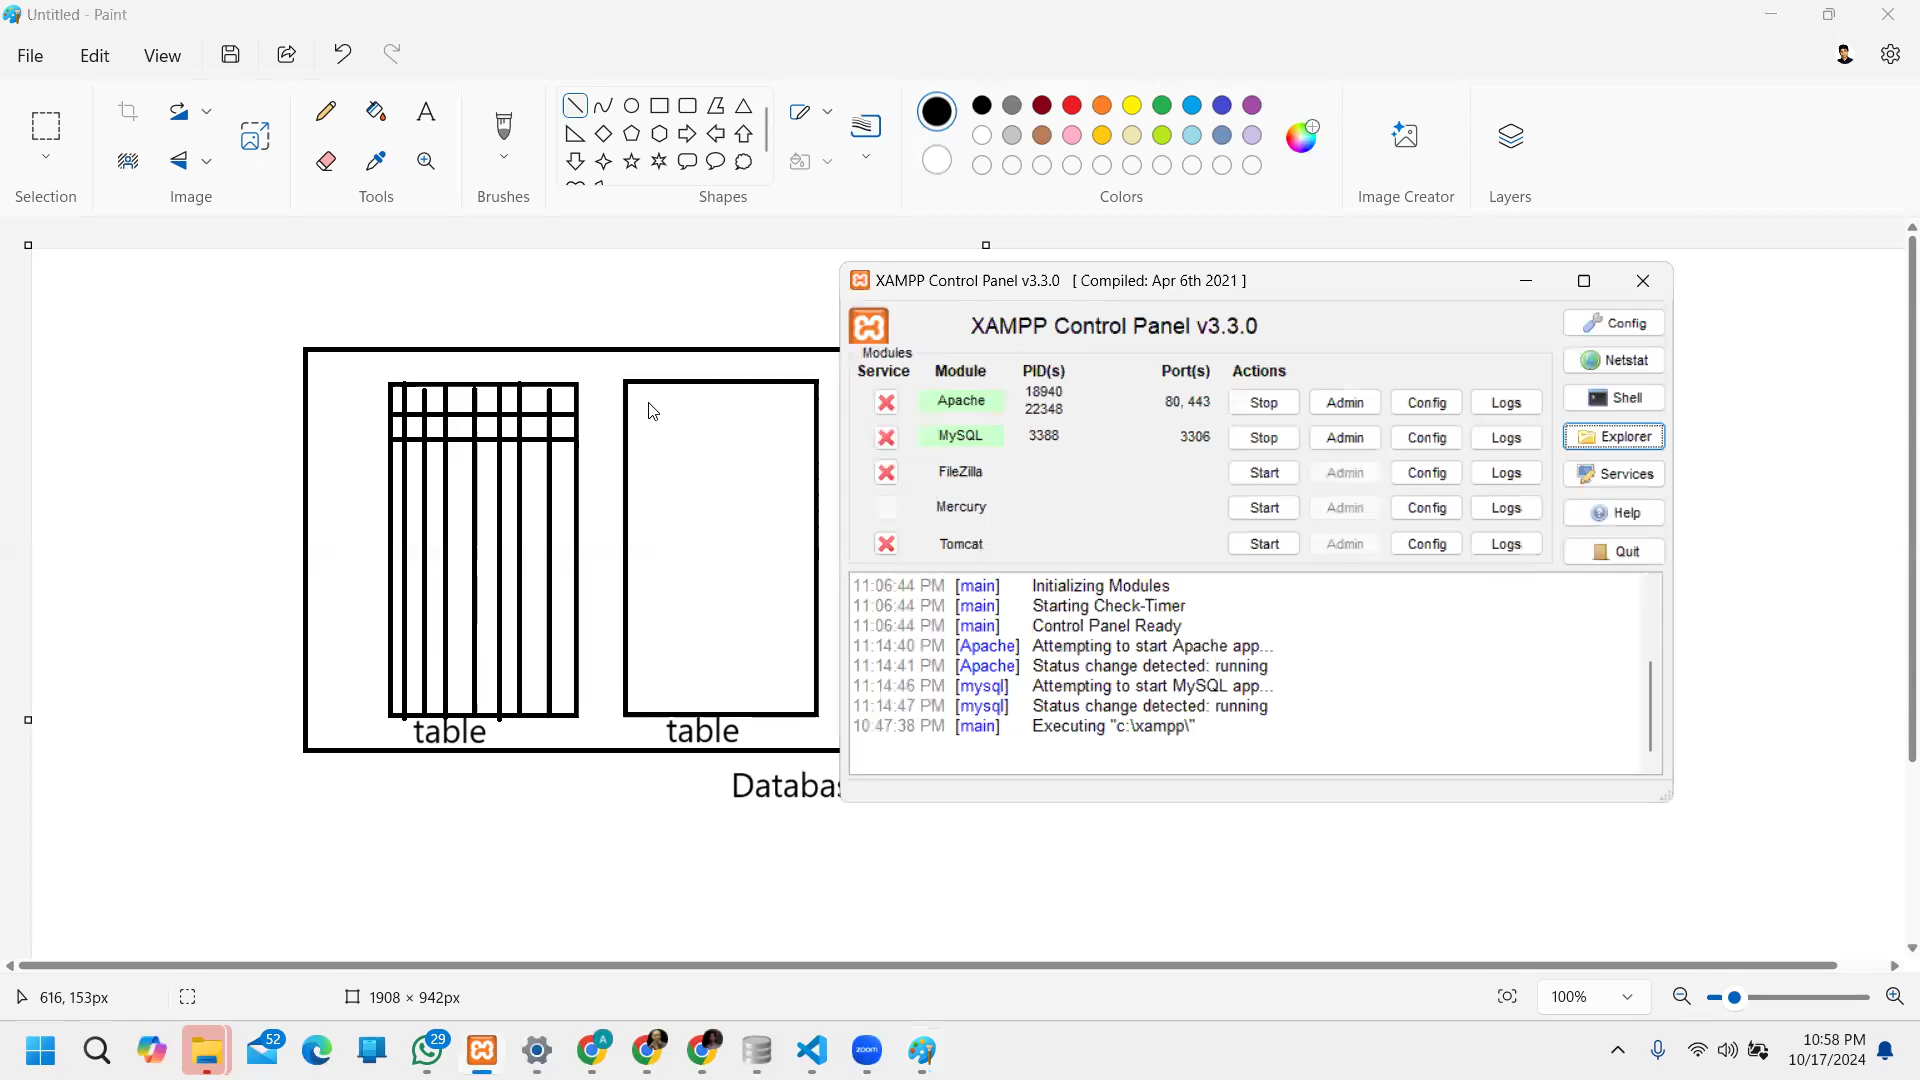 Untitled - Paint
File
Edit
View
Selection
Image
Tools
Brushes
Shapes
Colors
Image Creator
Layers
table
table
Databas
XAMPP Control Panel v3.3.0 [ Compiled: Apr 6th 2021 ]
XAMPP Control Panel v3.3.0
Config
Modules
Service Module PID(s) Port(s) Actions
Netstat
Apache 18940 22348 80, 443 Stop Admin Config Logs
Shell
MySQL 3388 3306 Stop Admin Config Logs
Explorer
FileZilla Start Admin Config Logs
Services
Mercury Start Admin Config Logs
Help
Tomcat Start Admin Config Logs
Quit
11:06:44 PM [main] Initializing Modules
11:06:44 PM [main] Starting Check-Timer
11:06:44 PM [main] Control Panel Ready
11:14:40 PM [Apache] Attempting to start Apache app...
11:14:41 PM [Apache] Status change detected: running
11:14:46 PM [mysql] Attempting to start MySQL app...
11:14:47 PM [mysql] Status change detected: running
10:47:38 PM [main] Executing "c:\xampp\"
616, 153px
1908 × 942px
100%
52
29
A
zoom
10:58 PM
10/17/2024